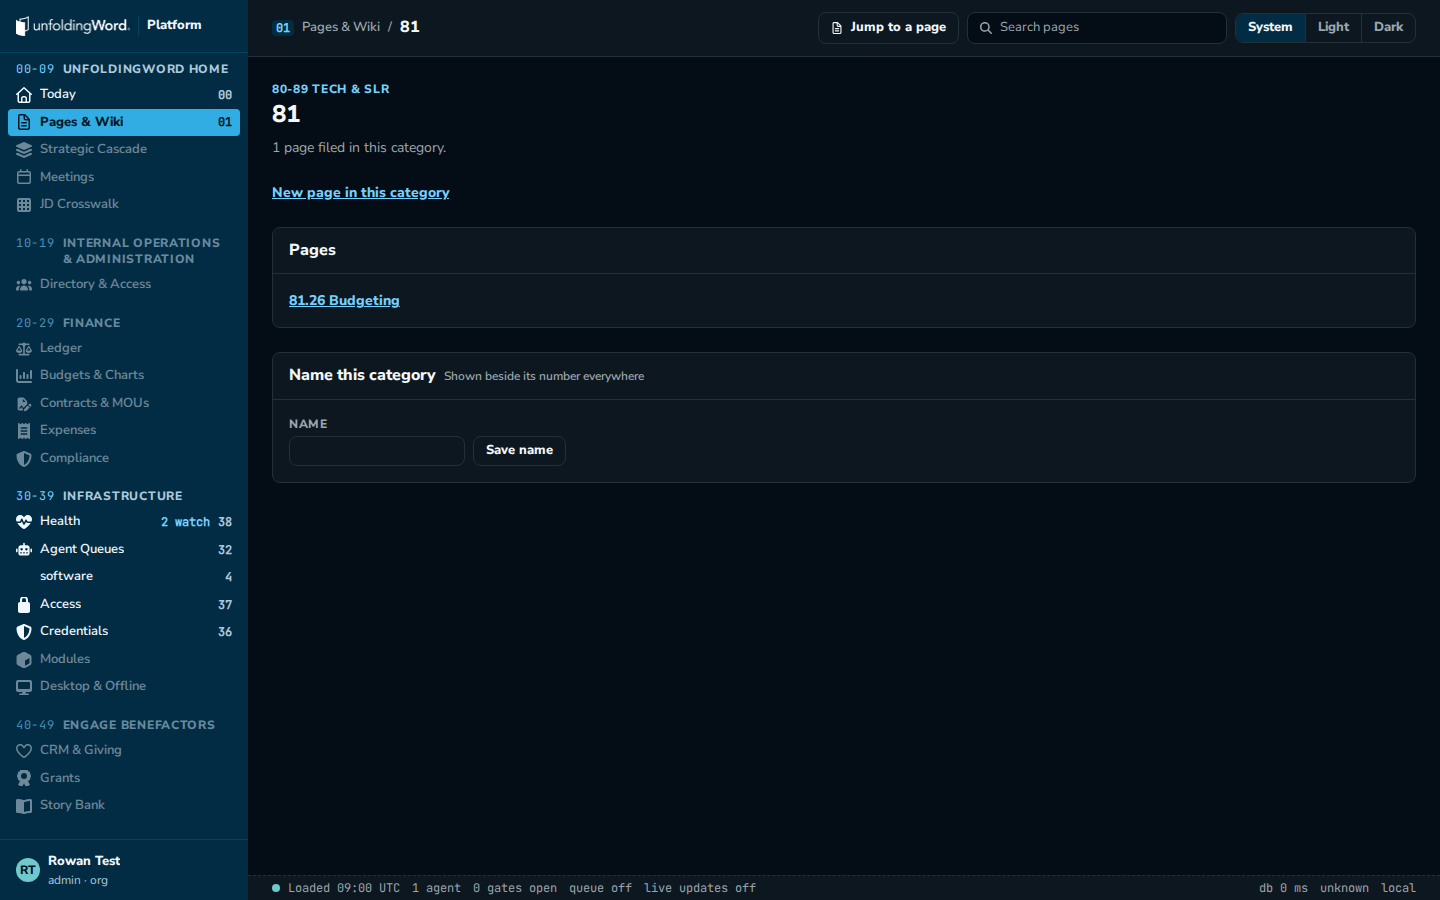 unfoldingWord® Platform
01 Pages & Wiki / 81
Jump to a page
Search pages
System Light Dark
00-09 UNFOLDINGWORD HOME
Today 00
Pages & Wiki 01
Strategic Cascade
Meetings
JD Crosswalk
10-19 INTERNAL OPERATIONS
& ADMINISTRATION
Directory & Access
20-29 FINANCE
Ledger
Budgets & Charts
Contracts & MOUs
Expenses
Compliance
30-39 INFRASTRUCTURE
Health 2 watch 38
Agent Queues 32
software 4
Access 37
Credentials 36
Modules
Desktop & Offline
40-49 ENGAGE BENEFACTORS
CRM & Giving
Grants
Story Bank
RT Rowan Test
admin · org
80-89 TECH & SLR
81
1 page filed in this category.
New page in this category
Pages
81.26 Budgeting
Name this category Shown beside its number everywhere
NAME
Save name
Loaded 09:00 UTC 1 agent 0 gates open queue off live updates off
db 0 ms unknown local